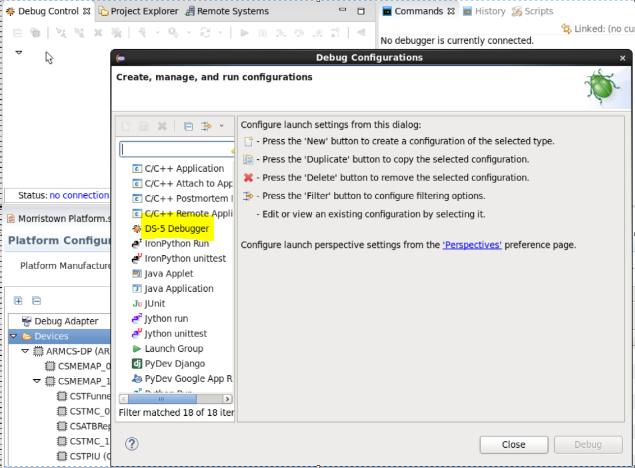 Debug Control
Project Explorer
Remote Systems
Commands
History
Scripts
Linked: (no cu
No debugger is currently connected.
Debug Configurations
Create, manage, and run configurations
Configure launch settings from this dialog:
- Press the 'New' button to create a configuration of the selected type.
- Press the 'Duplicate' button to copy the selected configuration.
- Press the 'Delete' button to remove the selected configuration.
- Press the 'Filter' button to configure filtering options.
- Edit or view an existing configuration by selecting it.
Configure launch perspective settings from the 'Perspectives' preference page.
C/C++ Application
C/C++ Attach to App
C/C++ Postmortem
C/C++ Remote Appli
DS-5 Debugger
IronPython Run
IronPython unittest
Java Applet
Java Application
Ju JUnit
Jython run
Jython unittest
Launch Group
dj PyDev Django
PyDev Google App R
Python Run
Filter matched 18 of 18 iter
Status: no connection
Morristown Platform.s
Platform Configu
Platform Manufacture
Debug Adapter
Devices
ARMCS-DP (AR
CSMEMAP_0
CSMEMAP_1
CSTFunne
CSTMC_0
CSATBRep
CSTMC_1
CSTPIU (C
Close
Debug